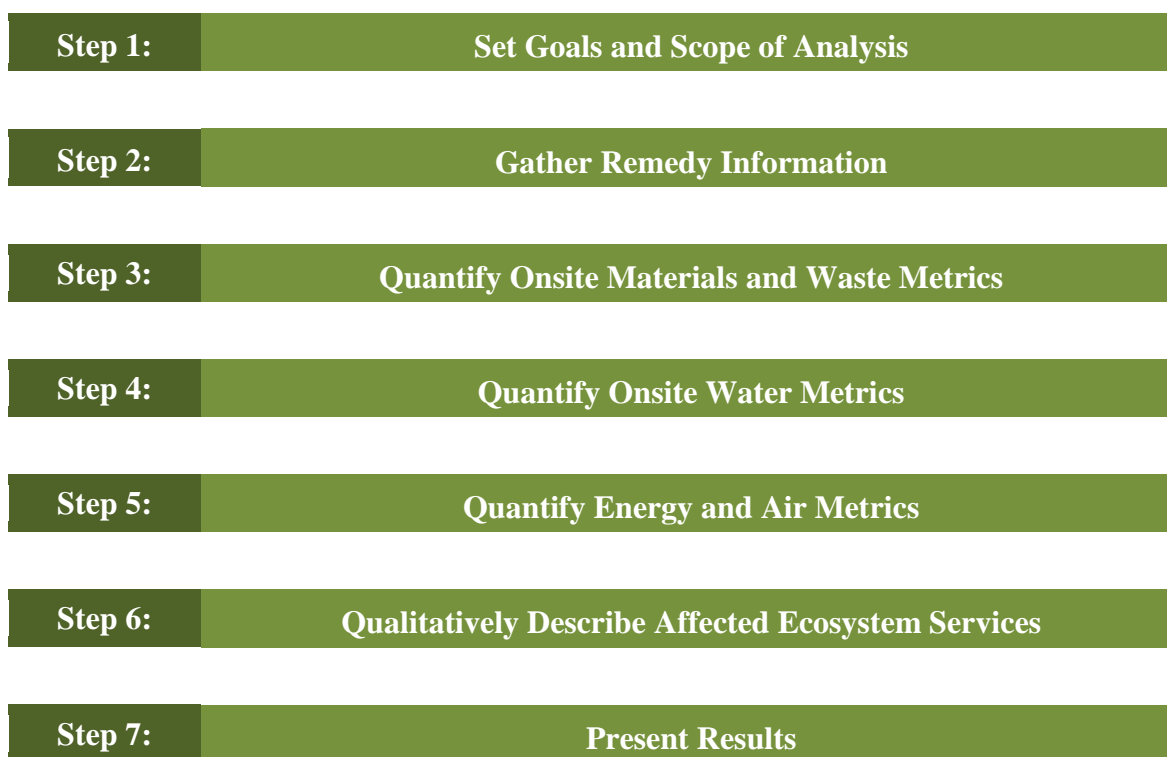 Step 1: Set Goals and Scope of Analysis
Step 2: Gather Remedy Information
Step 3: Quantify Onsite Materials and Waste Metrics
Step 4: Quantify Onsite Water Metrics
Step 5: Quantify Energy and Air Metrics
Step 6: Qualitatively Describe Affected Ecosystem Services
Step 7: Present Results